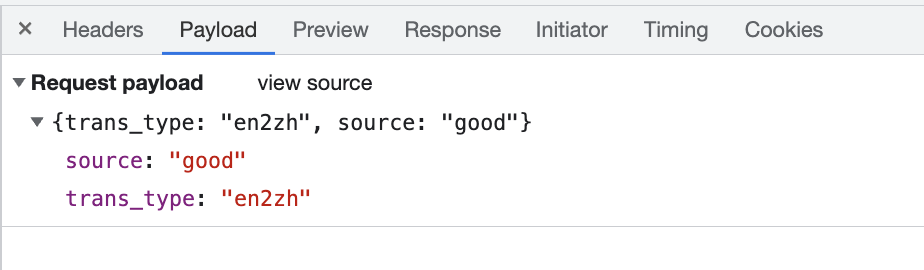 × Headers Payload Preview Response Initiator Timing Cookies
▼ Request payload view source
▼ {trans_type: "en2zh", source: "good"}
source: "good"
trans_type: "en2zh"